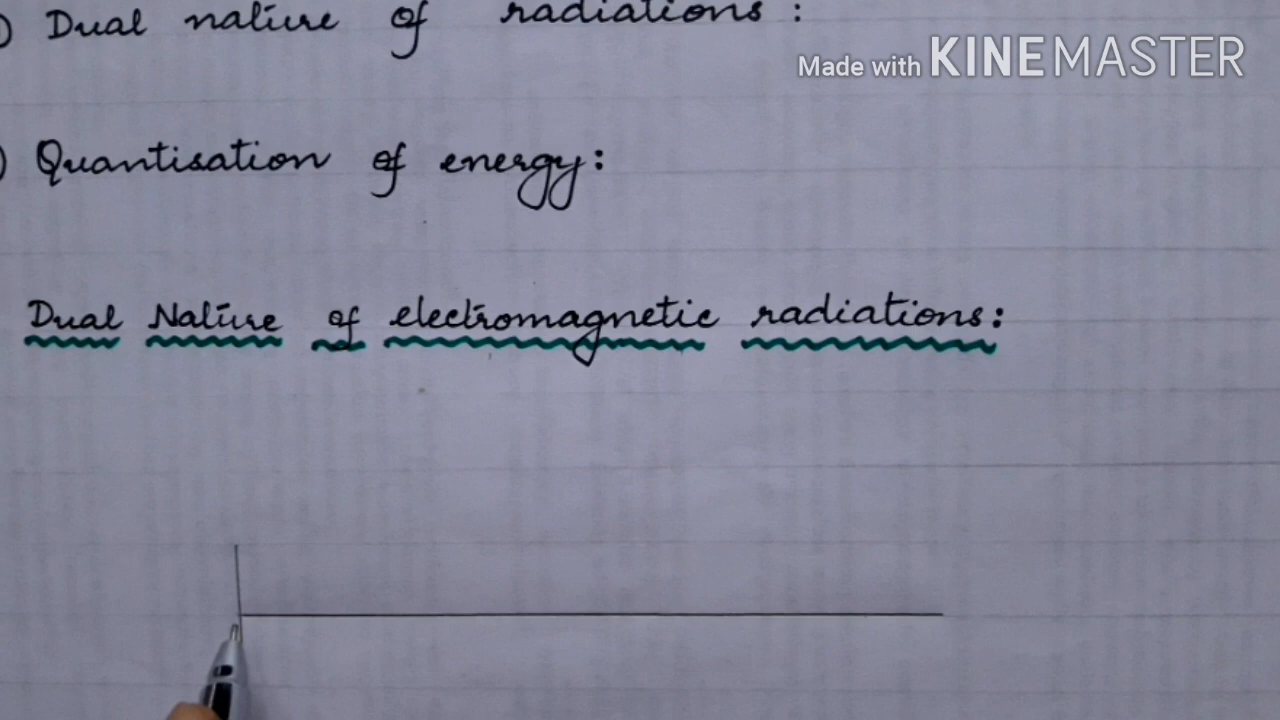 ) Dual nature of radiations :
Made with KINEMASTER
) Quantisation of energy:
Dual Nature of electromagnetic radiations: